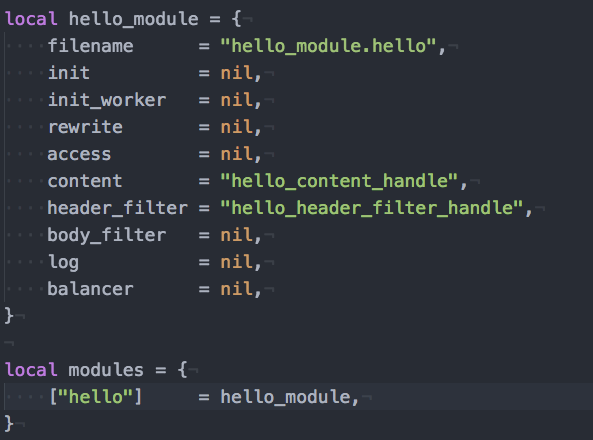 local hello_module = {
    filename      = "hello_module.hello",
    init          = nil,
    init_worker   = nil,
    rewrite       = nil,
    access        = nil,
    content       = "hello_content_handle",
    header_filter = "hello_header_filter_handle",
    body_filter   = nil,
    log           = nil,
    balancer      = nil,
}

local modules = {
    ["hello"]     = hello_module,
}